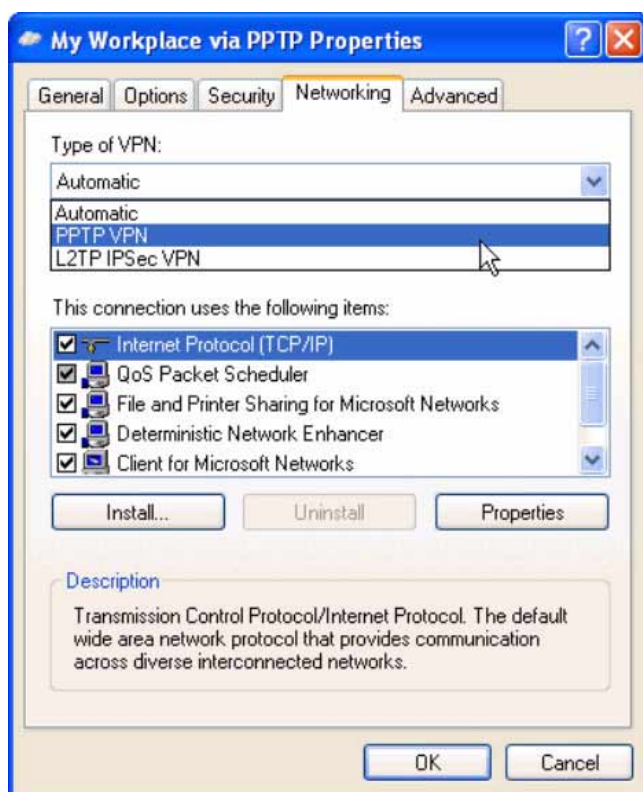 My Workplace via PPTP Properties
General Options Security Networking Advanced
Type of VPN:
Automatic
Automatic
PPTP VPN
L2TP IPSec VPN
This connection uses the following items:
Internet Protocol (TCP/IP)
QoS Packet Scheduler
File and Printer Sharing for Microsoft Networks
Deterministic Network Enhancer
Client for Microsoft Networks
Install... Uninstall Properties
Description
Transmission Control Protocol/Internet Protocol. The default
wide area network protocol that provides communication
across diverse interconnected networks.
OK Cancel